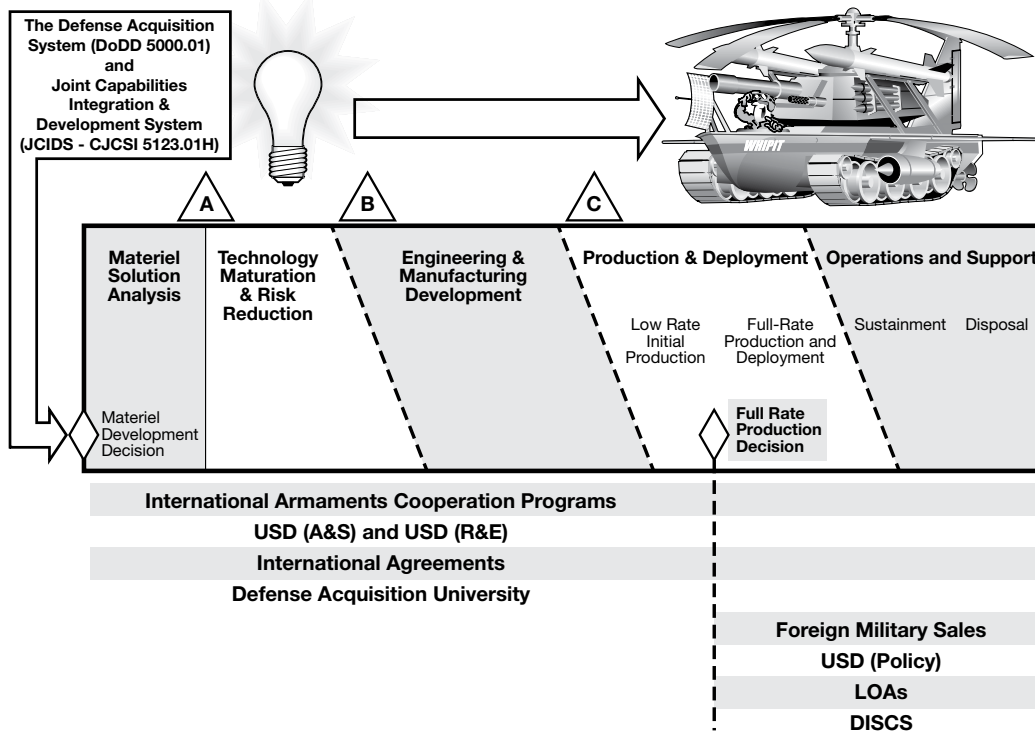 The Defense Acquisition
System (DoDD 5000.01)
and
Joint Capabilities
Integration &
Development System
(JCIDS - CJCSI 5123.01H)
WHIPIT
A
B
C
Materiel
Solution
Analysis
Technology
Maturation
& Risk
Reduction
Engineering &
Manufacturing
Development
Production & Deployment
Operations and Support
Low Rate
Initial
Production
Full-Rate
Production and
Deployment
Sustainment
Disposal
Materiel
Development
Decision
Full Rate
Production
Decision
International Armaments Cooperation Programs
USD (A&S) and USD (R&E)
International Agreements
Defense Acquisition University
Foreign Military Sales
USD (Policy)
LOAs
DISCS